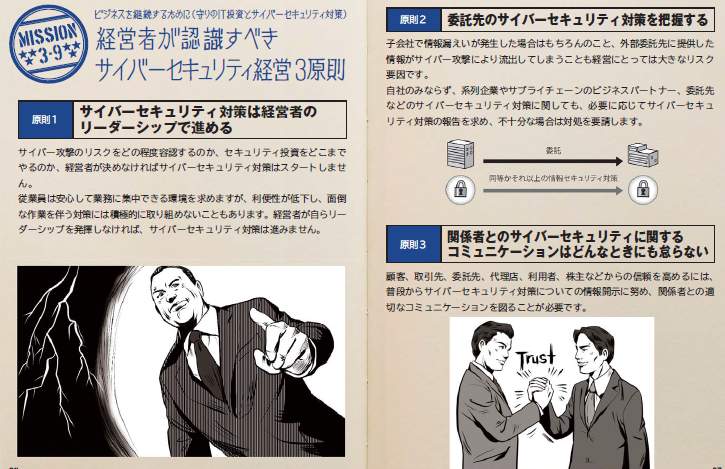 MISSION
3-9
ビジネスを継続するために(守りのIT投資とサイバーセキュリティ対策)
経営者が認識すべき
サイバーセキュリティ経営3原則
原則1
サイバーセキュリティ対策は経営者の
リーダーシップで進める
サイバー攻撃のリスクをどの程度容認するのか、セキュリティ投資をどこまで
やるのか、経営者が決めなければサイバーセキュリティ対策はスタートしませ
ん。
従業員は安心して業務に集中できる環境を求めますが、利便性が低下し、面倒
な作業を伴う対策には積極的に取り組めないこともあります。経営者が自らリー
ダーシップを発揮しなければ、サイバーセキュリティ対策は進みません。
原則2
委託先のサイバーセキュリティ対策を把握する
子会社で情報漏えいが発生した場合はもちろんのこと、外部委託先に提供した
情報がサイバー攻撃により流出してしまうことも経営にとっては大きなリスク
要因です。
自社のみならず、系列企業やサプライチェーンのビジネスパートナー、委託先
などのサイバーセキュリティ対策に関しても、必要に応じてサイバーセキュ
リティ対策の報告を求め、不十分な場合は対処を要請します。
委託
同等かそれ以上の情報セキュリティ対策
原則3
関係者とのサイバーセキュリティに関する
コミュニケーションはどんなときにも怠らない
顧客、取引先、委託先、代理店、利用者、株主などからの信頼を高めるには、
普段からサイバーセキュリティ対策についての情報開示に努め、関係者との適
切なコミュニケーションを図ることが必要です。
Trust